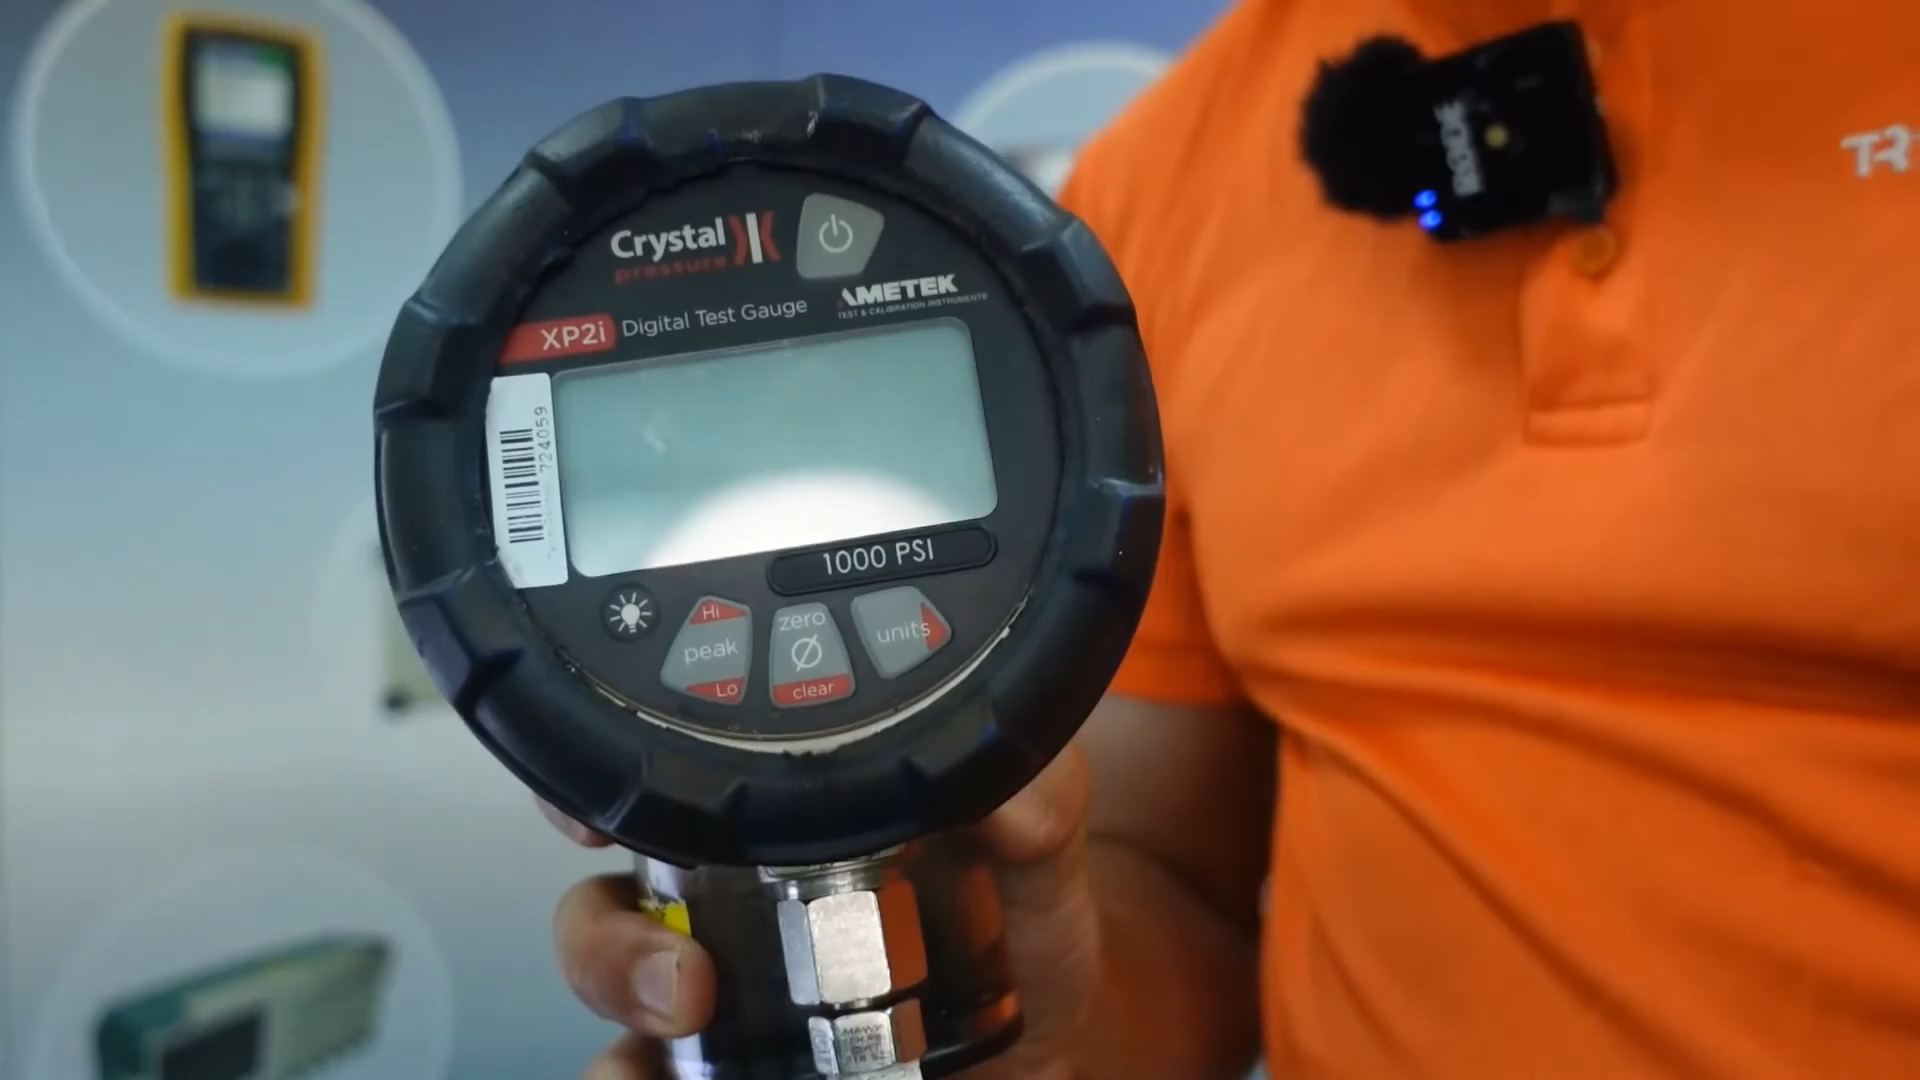 Crystal
pressure
AMETEK
TEST & CALIBRATION INSTRUMENTS
XP2i Digital Test Gauge
724059
1000 PSI
Hi
peak
Lo
zero
clear
units
RØDE
TR